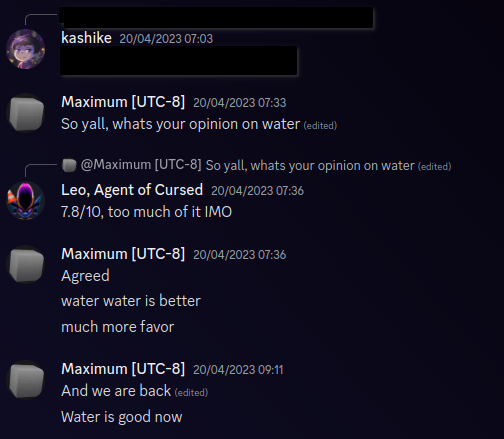 kashike 20/04/2023 07:03
Maximum [UTC-8] 20/04/2023 07:33
So yall, whats your opinion on water (edited)
@Maximum [UTC-8] So yall, whats your opinion on water (edited)
Leo, Agent of Cursed 20/04/2023 07:36
7.8/10, too much of it IMO
Maximum [UTC-8] 20/04/2023 07:36
Agreed
water water is better
much more favor
Maximum [UTC-8] 20/04/2023 09:11
And we are back (edited)
Water is good now